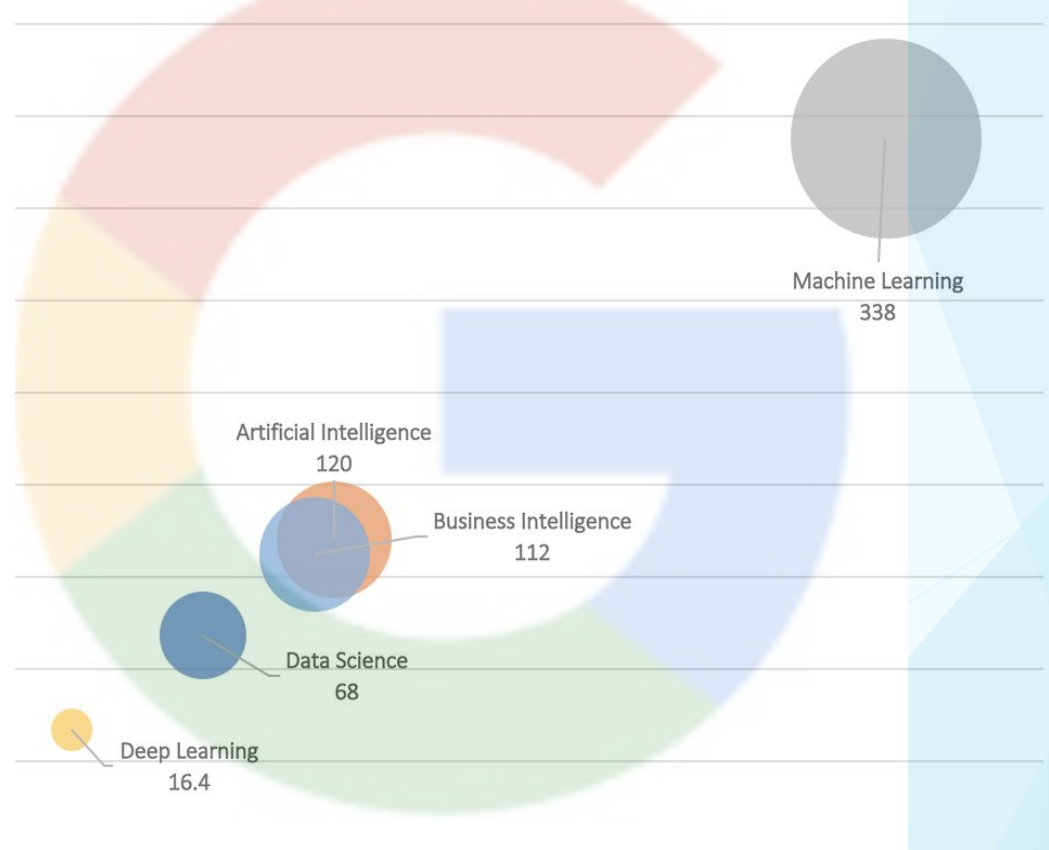 Machine Learning
338
Artificial Intelligence
120
Business Intelligence
112
Data Science
68
Deep Learning
16.4